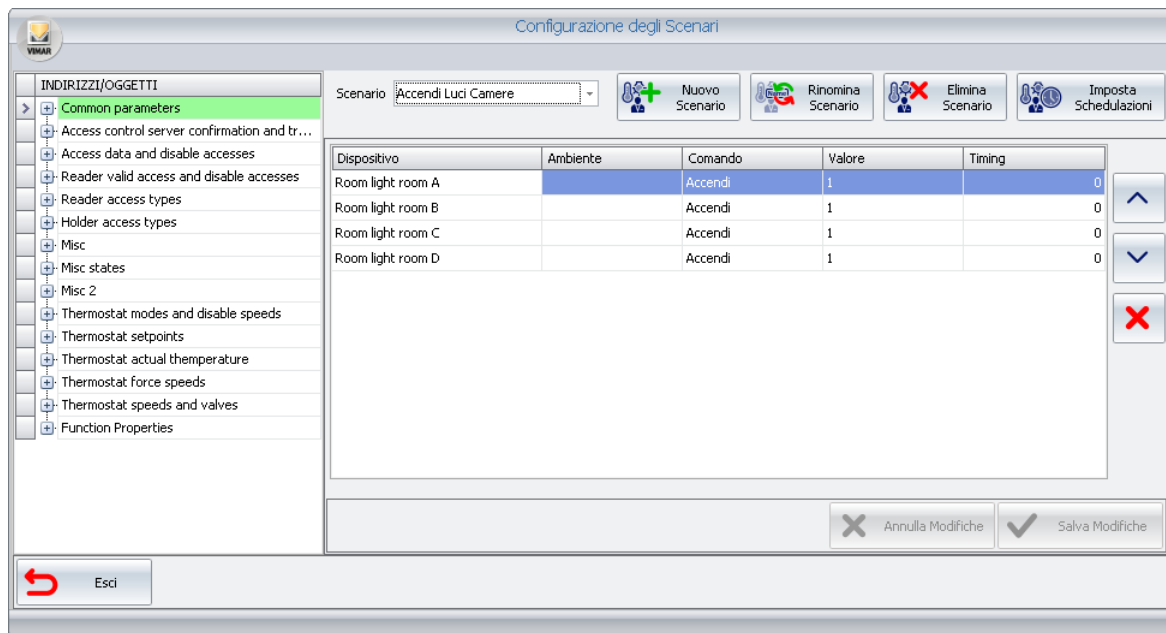 Configurazione degli Scenari
VIMAR
INDIRIZZI/OGGETTI
Common parameters
Access control server confirmation and tr...
Access data and disable accesses
Reader valid access and disable accesses
Reader access types
Holder access types
Misc
Misc states
Misc 2
Thermostat modes and disable speeds
Thermostat setpoints
Thermostat actual themperature
Thermostat force speeds
Thermostat speeds and valves
Function Properties
Scenario Accendi Luci Camere
Nuovo
Scenario
Rinomina
Scenario
Elimina
Scenario
Imposta
Schedulazioni
Dispositivo Ambiente Comando Valore Timing
Room light room A Accendi 1 0
Room light room B Accendi 1 0
Room light room C Accendi 1 0
Room light room D Accendi 1 0
Annulla Modifiche Salva Modifiche
Esci